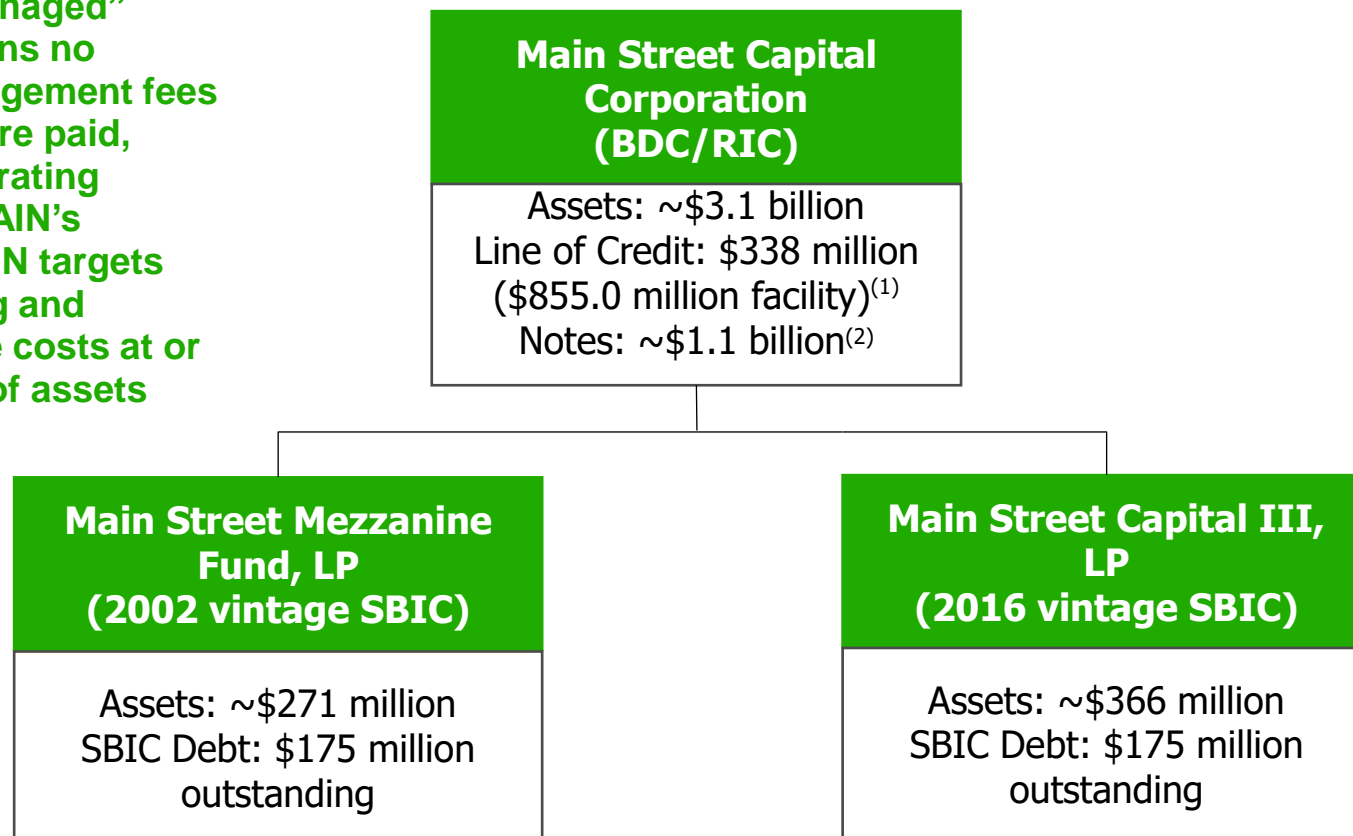 naged”
ns no
gement fees
re paid,
rating
AIN’s
N targets
g and
e costs at or
of assets
Main Street Capital
Corporation
(BDC/RIC)
Assets: ~$3.1 billion
Line of Credit: $338 million
($855.0 million facility)(1)
Notes: ~$1.1 billion(2)
Main Street Mezzanine
Fund, LP
(2002 vintage SBIC)
Assets: ~$271 million
SBIC Debt: $175 million
outstanding
Main Street Capital III,
LP
(2016 vintage SBIC)
Assets: ~$366 million
SBIC Debt: $175 million
outstanding